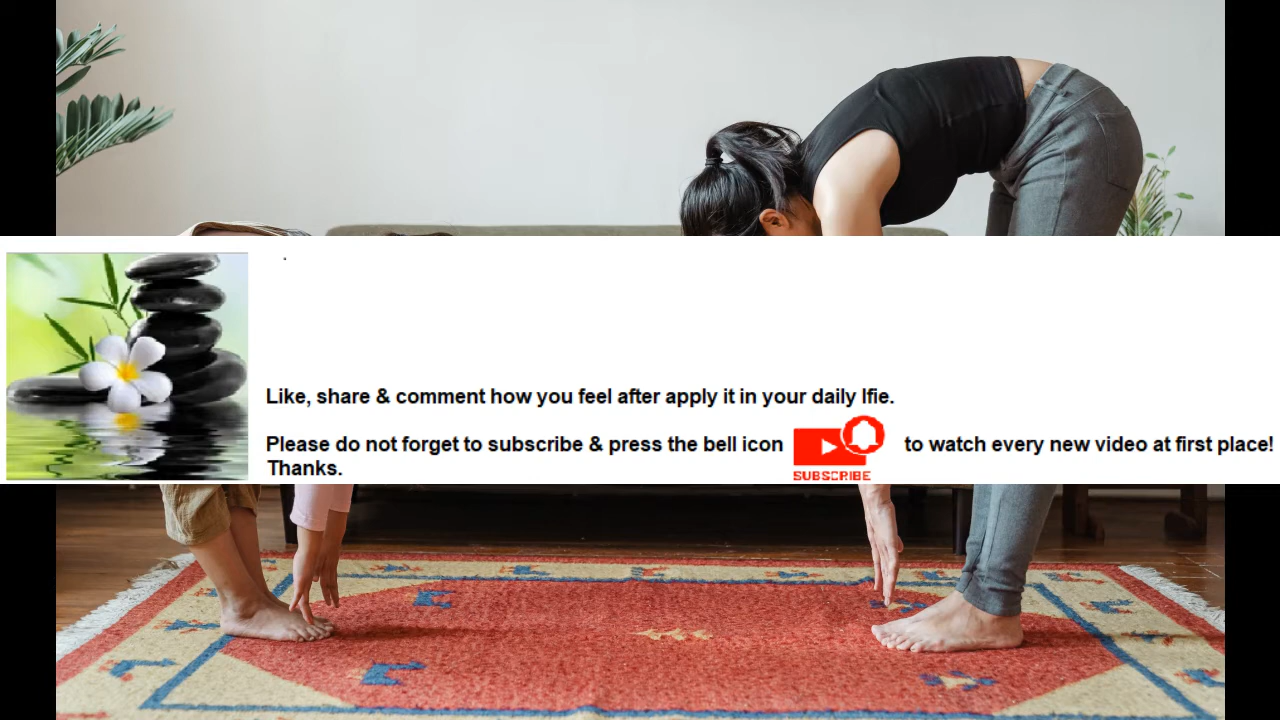 Like, share & comment how you feel after apply it in your daily lfie.
Please do not forget to subscribe & press the bell icon SUBSCRIBE to watch every new video at first place!
Thanks.